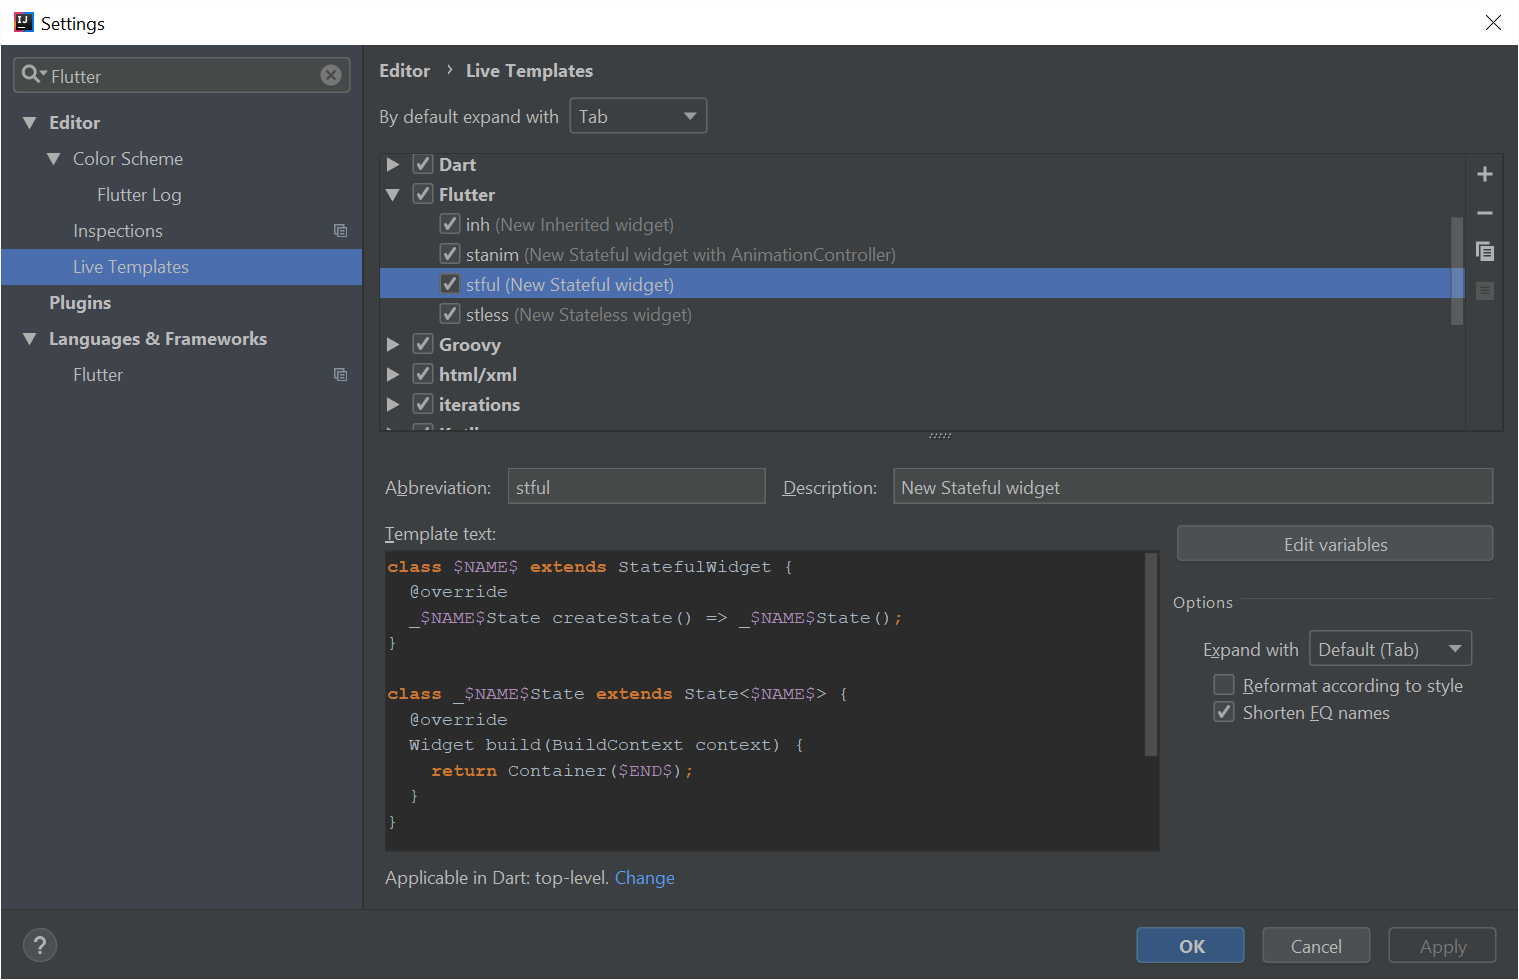 Settings
Flutter
Editor
Color Scheme
Flutter Log
Inspections
Live Templates
Plugins
Languages & Frameworks
Flutter
Editor › Live Templates
By default expand with Tab
Dart
Flutter
inh (New Inherited widget)
stanim (New Stateful widget with AnimationController)
stful (New Stateful widget)
stless (New Stateless widget)
Groovy
html/xml
iterations
Abbreviation: stful Description: New Stateful widget
Template text:
Edit variables
class $NAME$ extends StatefulWidget {
@override
_$NAME$State createState() => _$NAME$State();
}
class _$NAME$State extends State<$NAME$> {
@override
Widget build(BuildContext context) {
return Container($END$);
}
}
Options
Expand with Default (Tab)
Reformat according to style
Shorten FQ names
Applicable in Dart: top-level. Change
? OK Cancel Apply